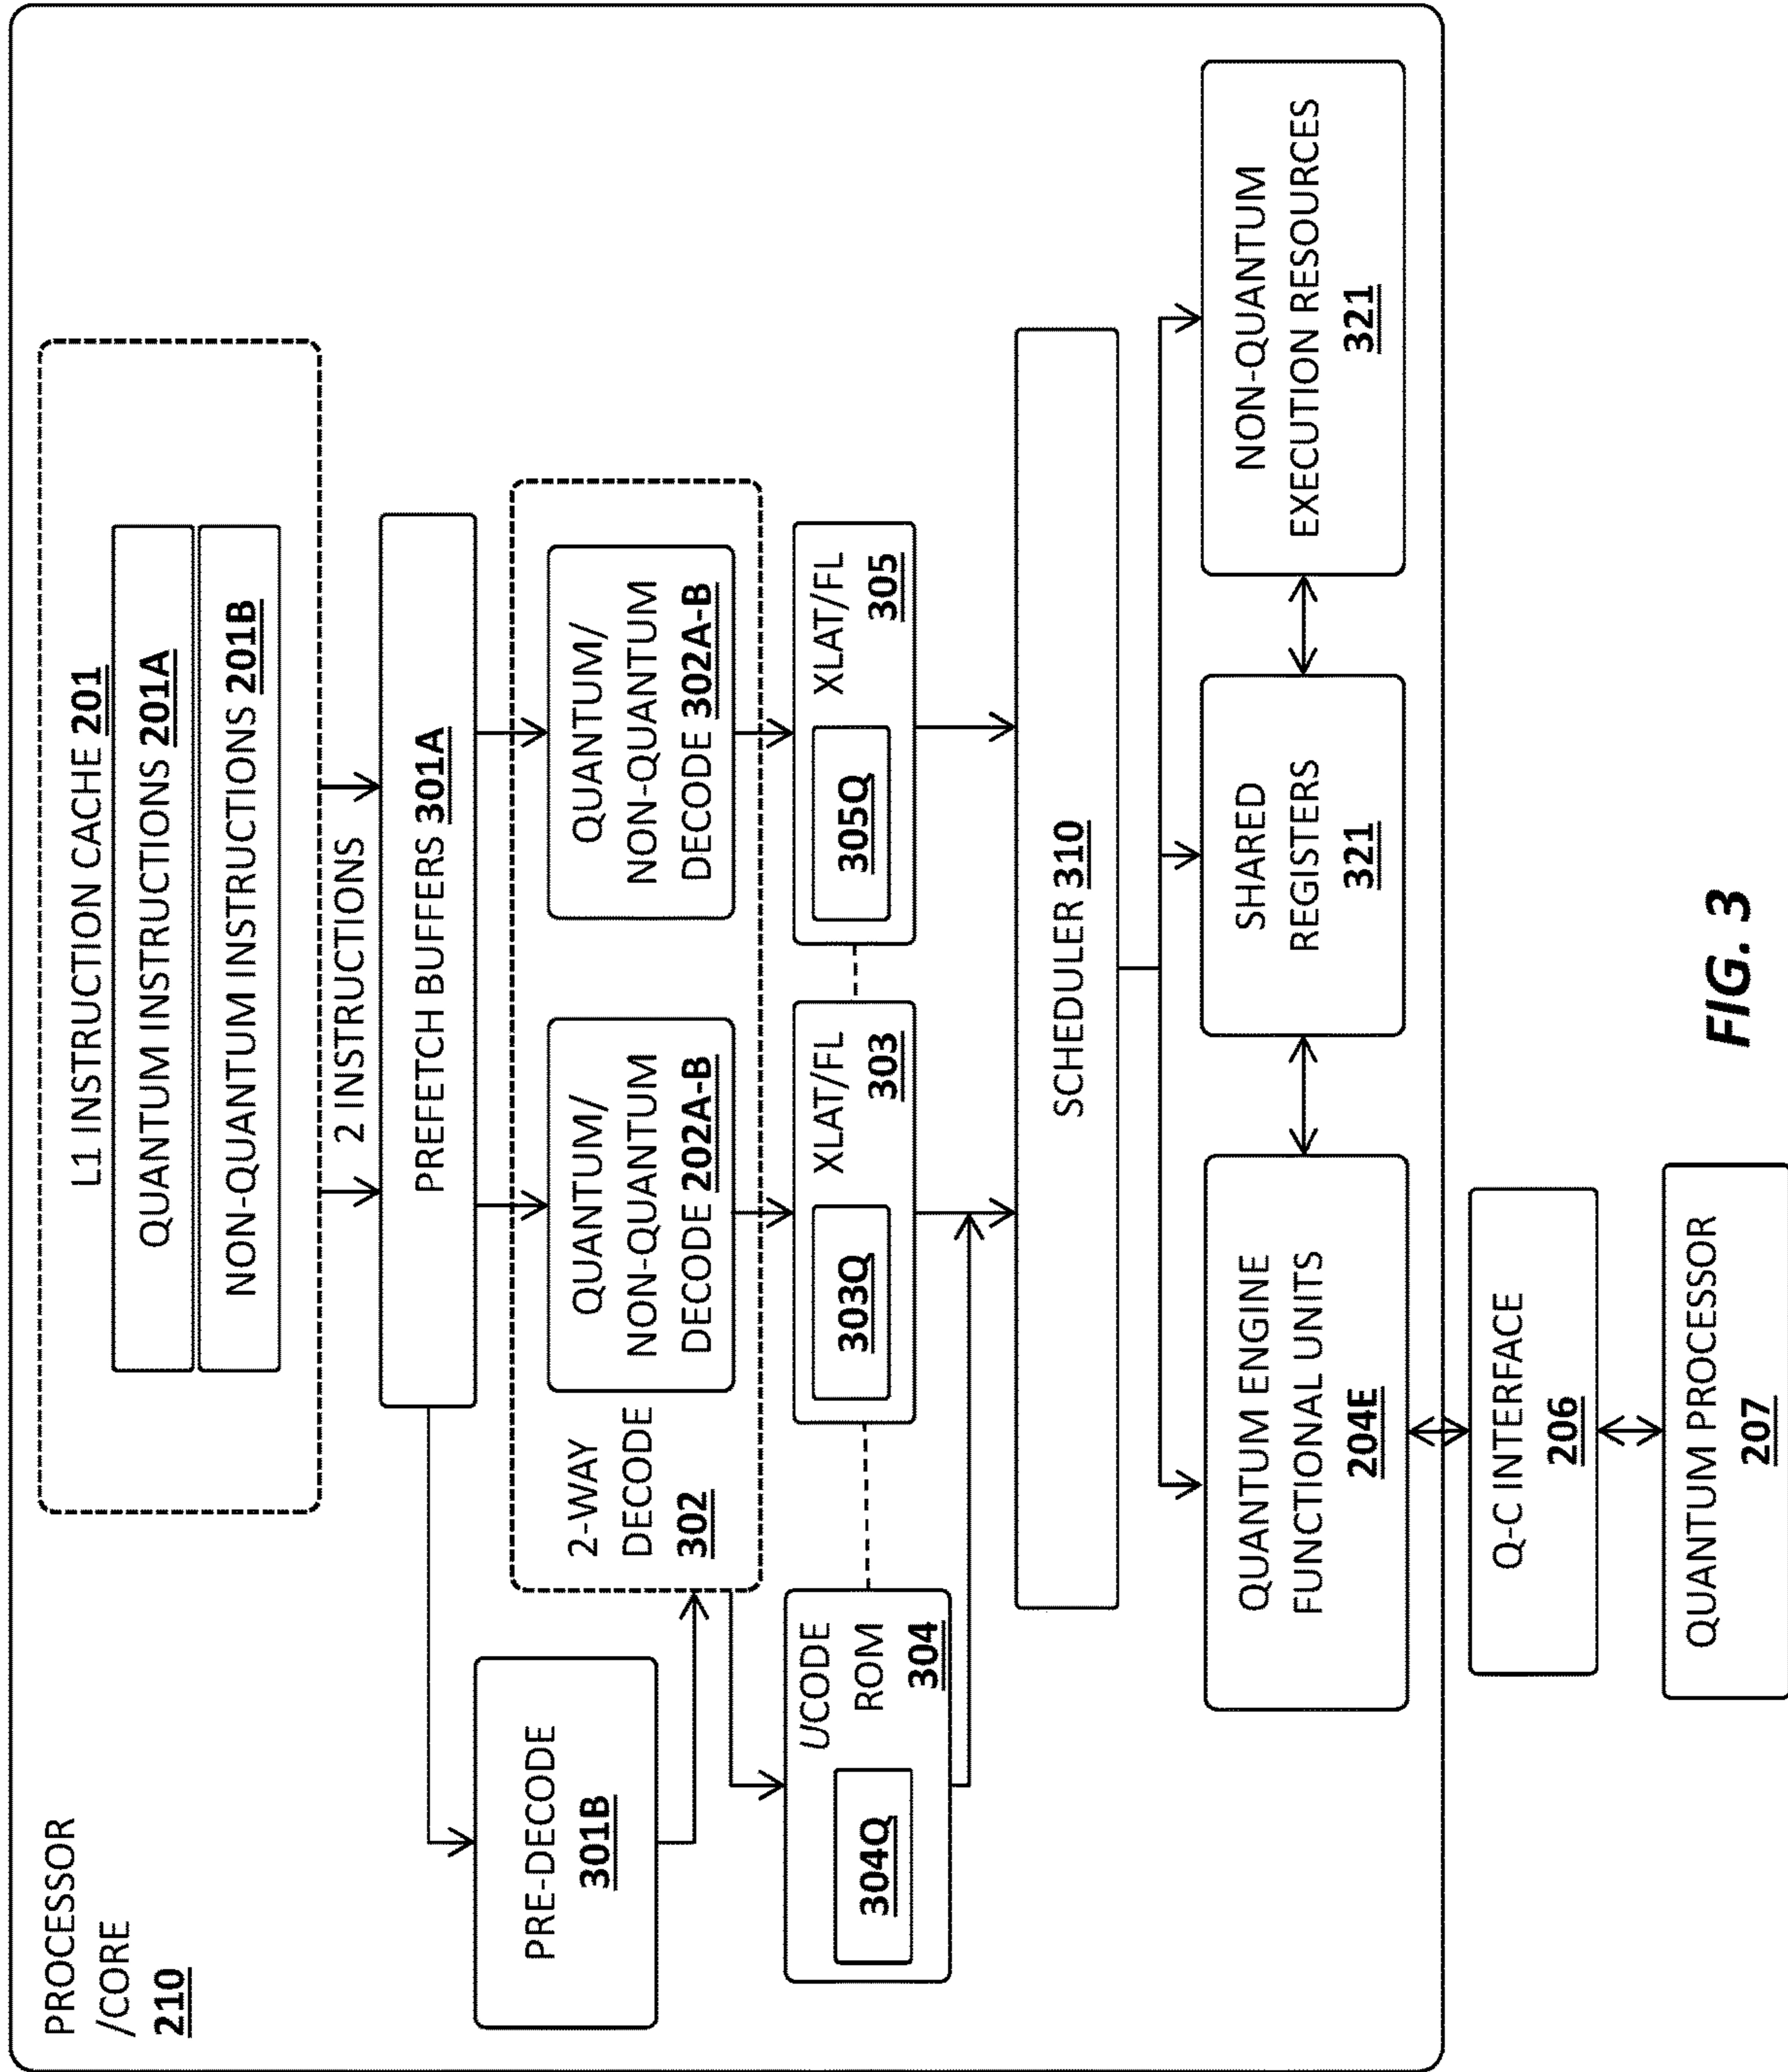 PROCESSOR
/CORE
210
L1 INSTRUCTION CACHE 201
QUANTUM INSTRUCTIONS 201A
NON-QUANTUM INSTRUCTIONS 201B
2 INSTRUCTIONS
PREFETCH BUFFERS 301A
PRE-DECODE
301B
2-WAY
DECODE
302
QUANTUM/
NON-QUANTUM
DECODE 202A-B
QUANTUM/
NON-QUANTUM
DECODE 302A-B
UCODE
ROM
304
304Q
XLAT/FL
303
303Q
XLAT/FL
305
305Q
SCHEDULER 310
QUANTUM ENGINE
FUNCTIONAL UNITS
204E
SHARED
REGISTERS
321
NON-QUANTUM
EXECUTION RESOURCES
321
Q-C INTERFACE
206
QUANTUM PROCESSOR
207
FIG. 3